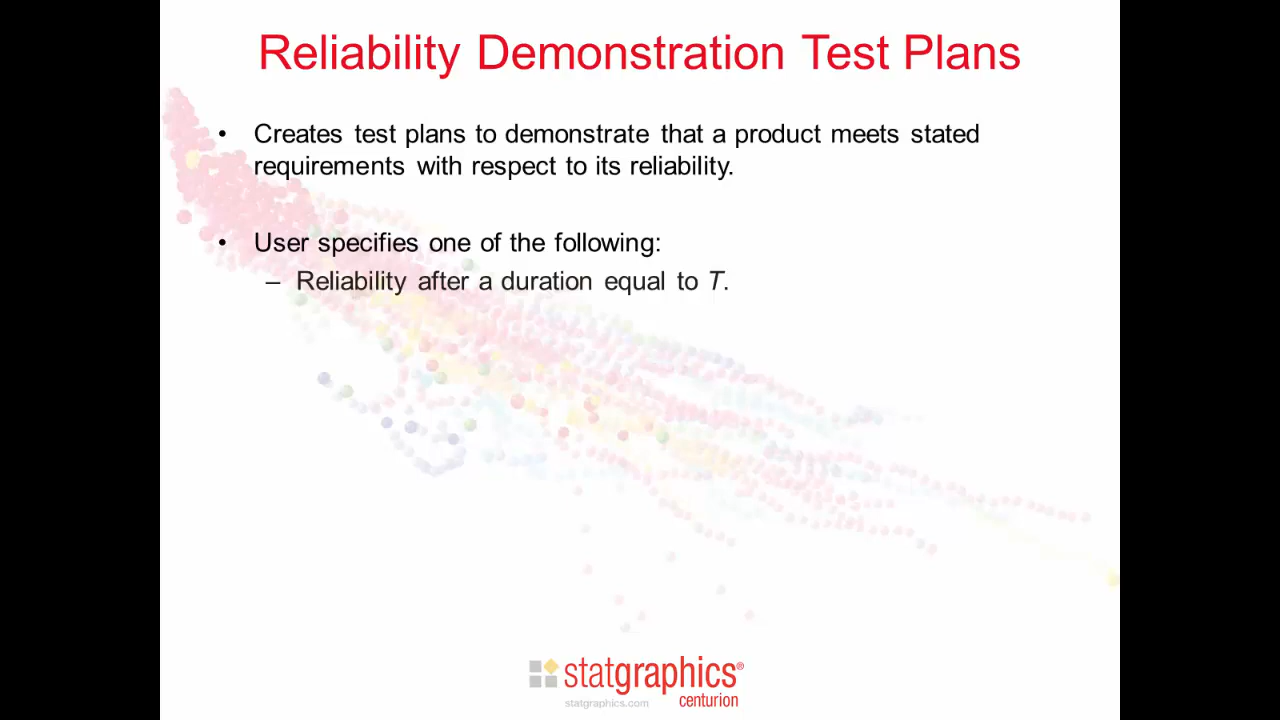 Reliability Demonstration Test Plans
• Creates test plans to demonstrate that a product meets stated
requirements with respect to its reliability.
• User specifies one of the following:
– Reliability after a duration equal to T.
statgraphics®
statgraphics.com
centurion